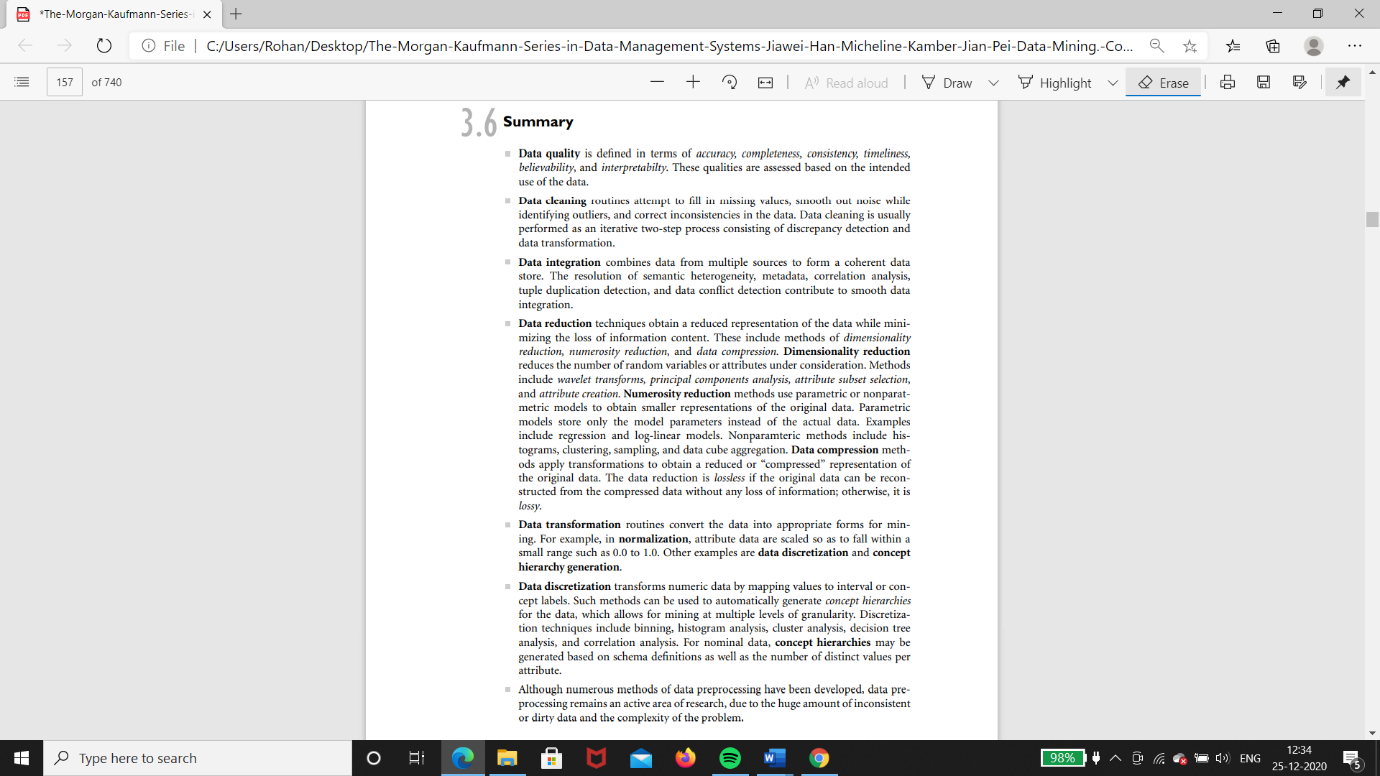 *The-Morgan-Kaufmann-Series-
File | C:/Users/Rohan/Desktop/The-Morgan-Kaufmann-Series-in-Data-Management-Systems-Jiawei-Han-Micheline-Kamber-Jian-Pei-Data-Mining.-Co...
157 of 740
Read aloud
Draw
Highlight
Erase
3.6 Summary
Data quality is defined in terms of accuracy, completeness, consistency, timeliness,
believability, and interpretabilty. These qualities are assessed based on the intended
use of the data.
Data cleaning routines attempt to fill in missing values, smooth out noise while
identifying outliers, and correct inconsistencies in the data. Data cleaning is usually
performed as an iterative two-step process consisting of discrepancy detection and
data transformation.
Data integration combines data from multiple sources to form a coherent data
store. The resolution of semantic heterogeneity, metadata, correlation analysis,
tuple duplication detection, and data conflict detection contribute to smooth data
integration.
Data reduction techniques obtain a reduced representation of the data while mini-
mizing the loss of information content. These include methods of dimensionality
reduction, numerosity reduction, and data compression. Dimensionality reduction
reduces the number of random variables or attributes under consideration. Methods
include wavelet transforms, principal components analysis, attribute subset selection,
and attribute creation. Numerosity reduction methods use parametric or nonparat-
metric models to obtain smaller representations of the original data. Parametric
models store only the model parameters instead of the actual data. Examples
include regression and log-linear models. Nonparamteric methods include his-
tograms, clustering, sampling, and data cube aggregation. Data compression meth-
ods apply transformations to obtain a reduced or “compressed” representation of
the original data. The data reduction is lossless if the original data can be recon-
structed from the compressed data without any loss of information; otherwise, it is
lossy.
Data transformation routines convert the data into appropriate forms for min-
ing. For example, in normalization, attribute data are scaled so as to fall within a
small range such as 0.0 to 1.0. Other examples are data discretization and concept
hierarchy generation.
Data discretization transforms numeric data by mapping values to interval or con-
cept labels. Such methods can be used to automatically generate concept hierarchies
for the data, which allows for mining at multiple levels of granularity. Discretiza-
tion techniques include binning, histogram analysis, cluster analysis, decision tree
analysis, and correlation analysis. For nominal data, concept hierarchies may be
generated based on schema definitions as well as the number of distinct values per
attribute.
Although numerous methods of data preprocessing have been developed, data pre-
processing remains an active area of research, due to the huge amount of inconsistent
or dirty data and the complexity of the problem.
Type here to search
98%
ENG
12:34
25-12-2020
5